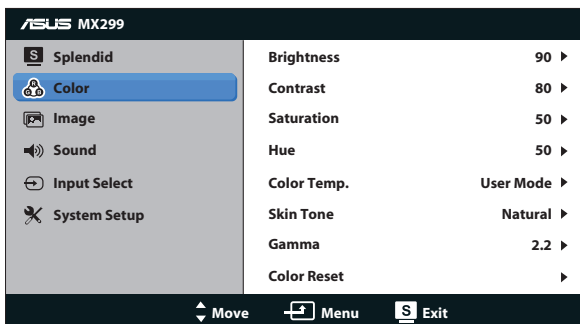 ASUS MX299
S Splendid
Color
Image
Sound
Input Select
System Setup
Brightness 90
Contrast 80
Saturation 50
Hue 50
Color Temp. User Mode
Skin Tone Natural
Gamma 2.2
Color Reset
Move Menu S Exit